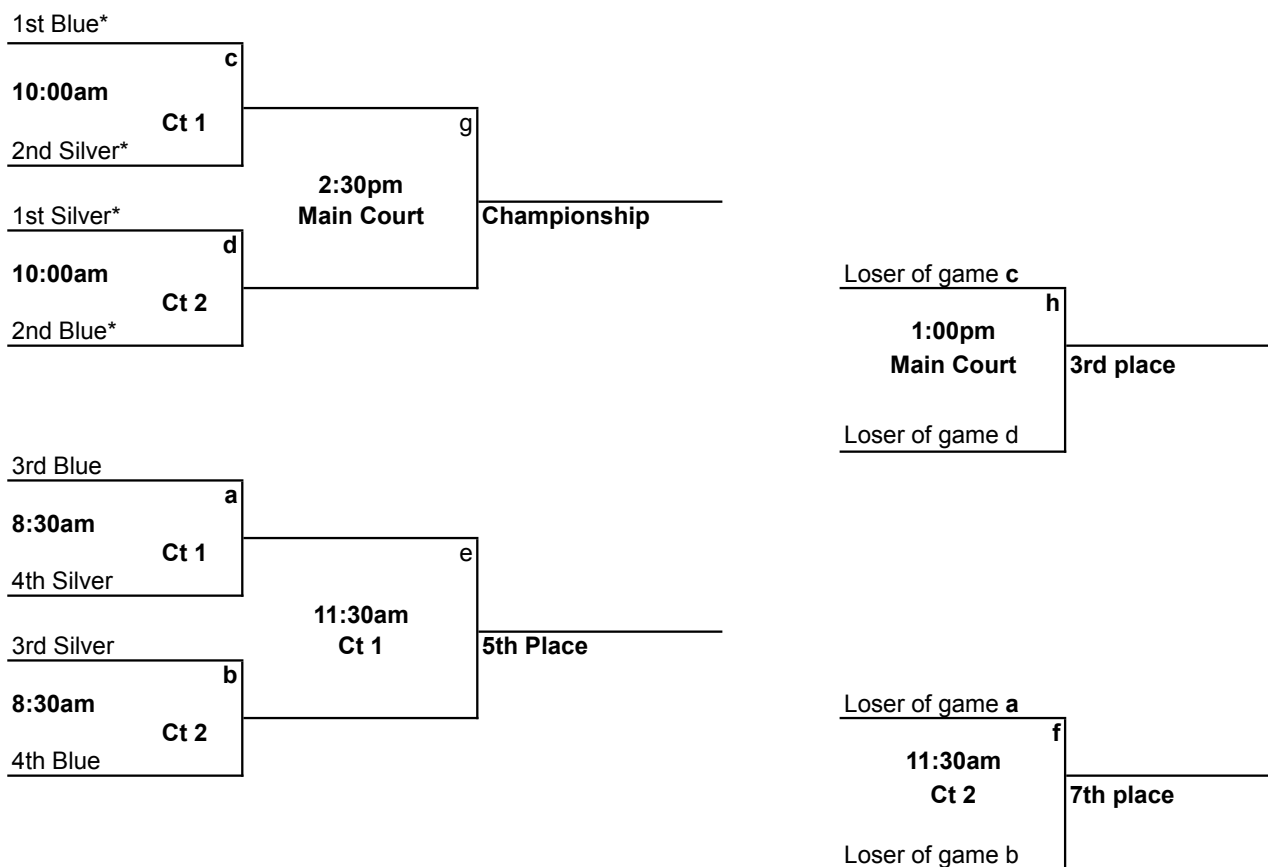 1st Blue*
c
10:00am
Ct 1
2nd Silver*
g
2:30pm
Main Court
Championship
1st Silver*
d
10:00am
Ct 2
2nd Blue*
Loser of game c
h
1:00pm
Main Court
3rd place
Loser of game d
3rd Blue
a
8:30am
Ct 1
4th Silver
e
11:30am
Ct 1
5th Place
3rd Silver
b
8:30am
Ct 2
4th Blue
Loser of game a
f
11:30am
Ct 2
7th place
Loser of game b